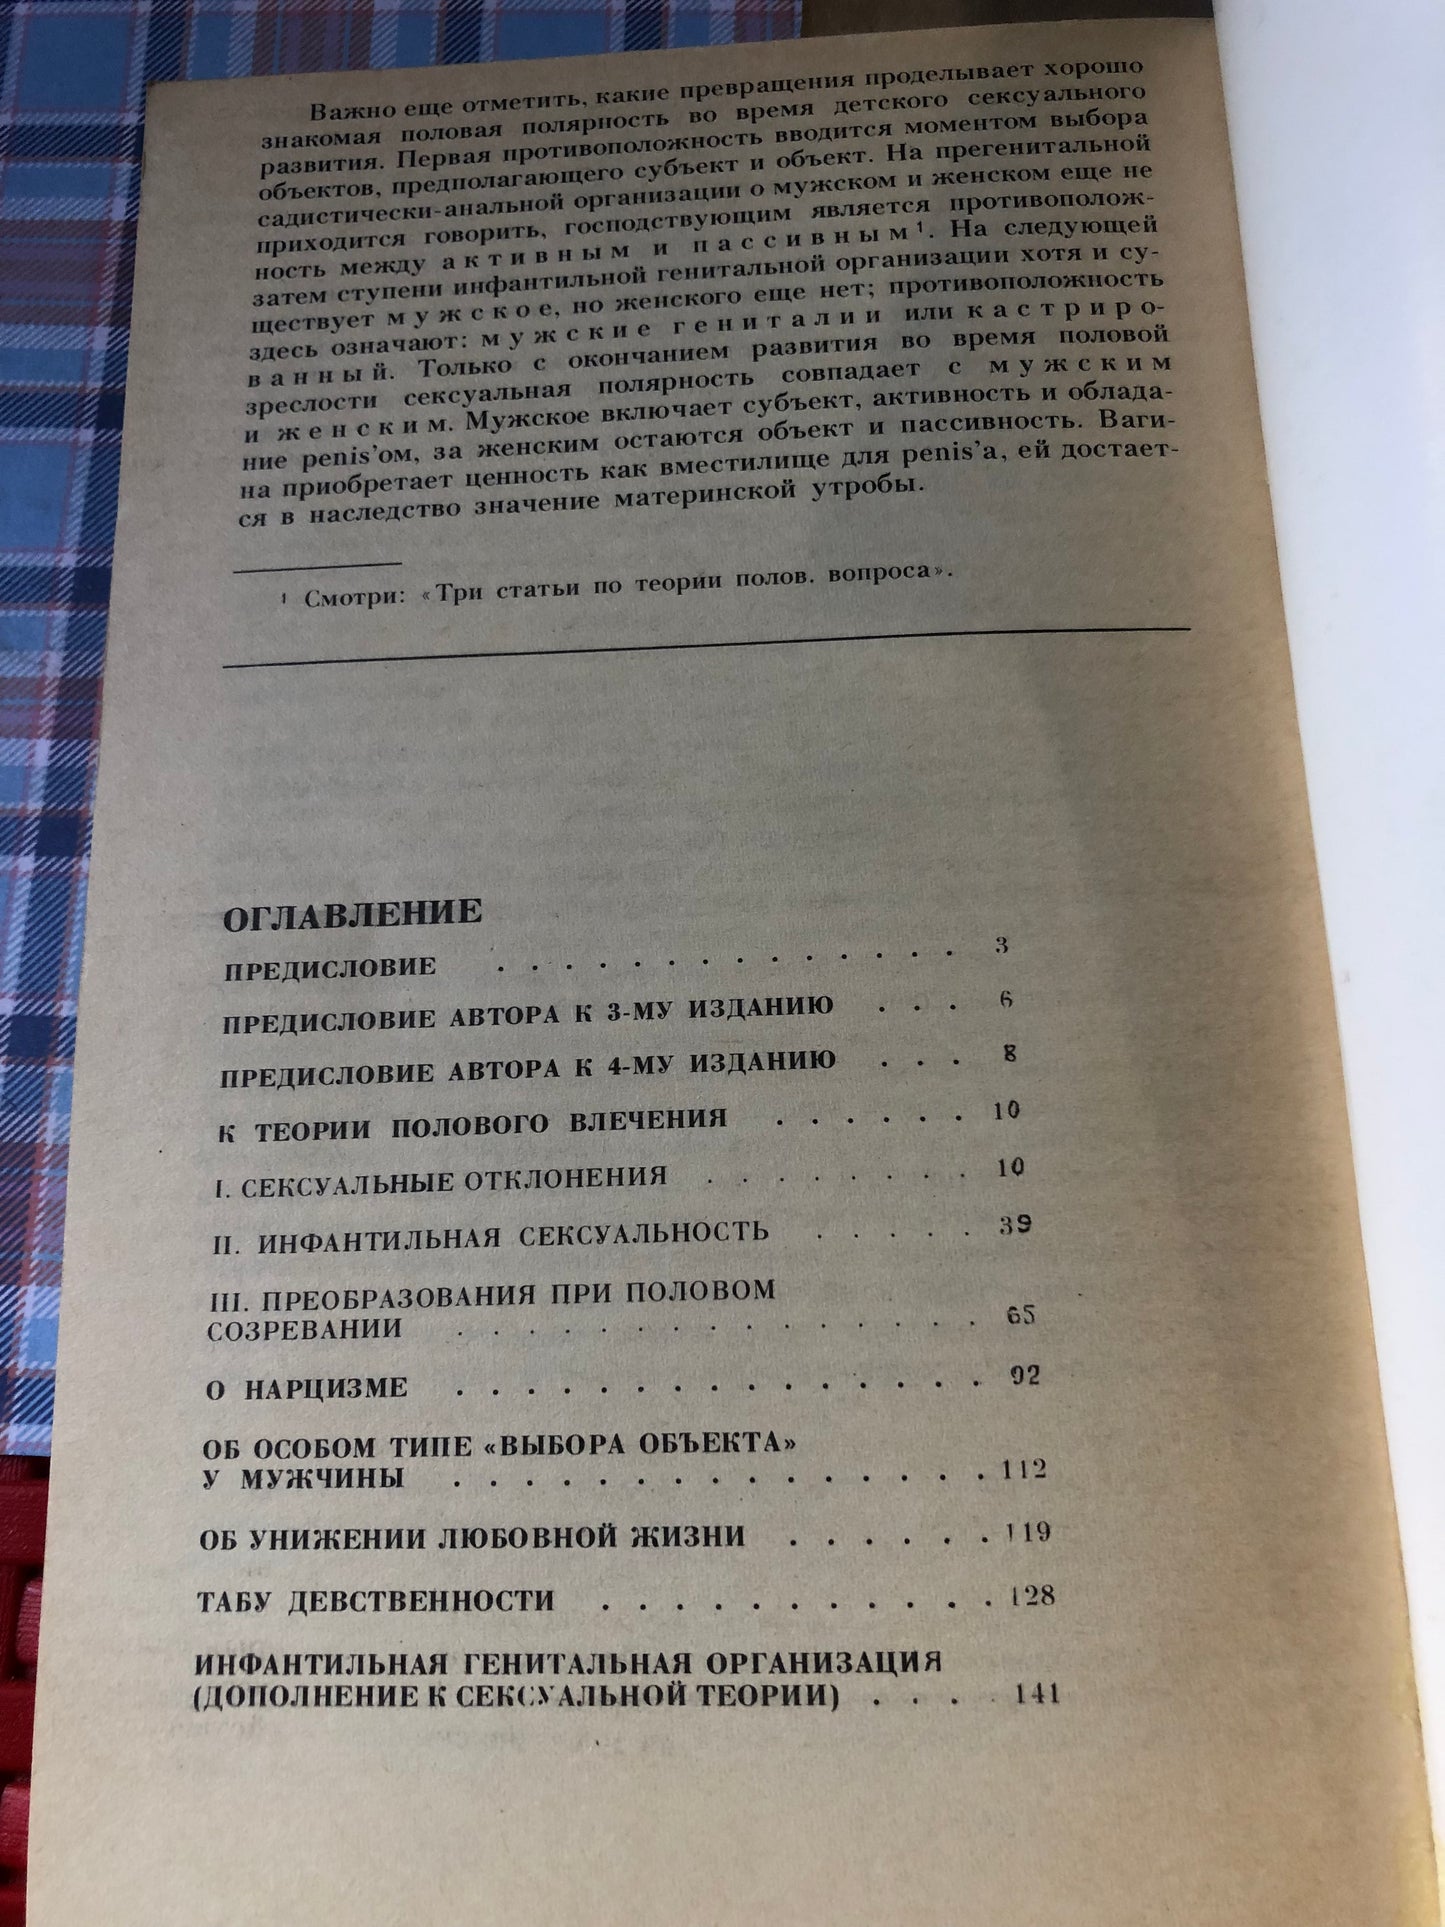 Важно еще отметить, какие превращения проделывает хорошо
знакомая половая полярность во время детского сексуального
развития. Первая противоположность вводится моментом выбора
объектов, предполагающего субъект и объект. На прегенитальной
садистически-анальной организации о мужском и женском еще не
приходится говорить, господствующим является противополож-
ность между активным и пассивным¹. На следующей
затем ступени инфантильной генитальной организации хотя и су-
ществует мужское, но женского еще нет; противоположность
здесь означают: мужские гениталии или кастриро-
ванный. Только с окончанием развития во время половой
зрелости сексуальная полярность совпадает с мужским
и женским. Мужское включает субъект, активность и облада-
ние penis'ом, за женским остаются объект и пассивность. Ваги-
на приобретает ценность как вместилище для penis'а, ей достает-
ся в наследство значение материнской утробы.
¹ Смотри: «Три статьи по теории полов. вопроса».
ОГЛАВЛЕНИЕ
ПРЕДИСЛОВИЕ . . . . . . . . . . . . . . 3
ПРЕДИСЛОВИЕ АВТОРА К 3-МУ ИЗДАНИЮ . . . 6
ПРЕДИСЛОВИЕ АВТОРА К 4-МУ ИЗДАНИЮ . . . 8
К ТЕОРИИ ПОЛОВОГО ВЛЕЧЕНИЯ . . . . . . 10
I. СЕКСУАЛЬНЫЕ ОТКЛОНЕНИЯ . . . . . . . . 10
II. ИНФАНТИЛЬНАЯ СЕКСУАЛЬНОСТЬ . . . . . 39
III. ПРЕОБРАЗОВАНИЯ ПРИ ПОЛОВОМ
СОЗРЕВАНИИ . . . . . . . . . . . . . . . 65
О НАРЦИЗМЕ . . . . . . . . . . . . . . . 92
ОБ ОСОБОМ ТИПЕ «ВЫБОРА ОБЪЕКТА»
У МУЖЧИНЫ . . . . . . . . . . . . . . . 112
ОБ УНИЖЕНИИ ЛЮБОВНОЙ ЖИЗНИ . . . . . . 119
ТАБУ ДЕВСТВЕННОСТИ . . . . . . . . . . . 128
ИНФАНТИЛЬНАЯ ГЕНИТАЛЬНАЯ ОРГАНИЗАЦИЯ
(ДОПОЛНЕНИЕ К СЕКСУАЛЬНОЙ ТЕОРИИ) . . . . 141